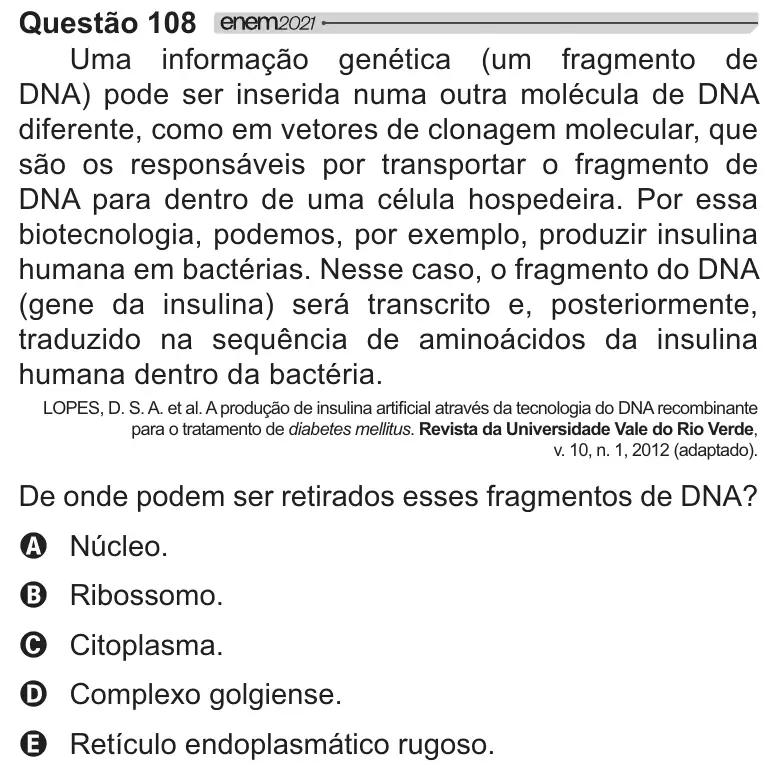 Questão 108 enem2021
Uma informação genética (um fragmento de
DNA) pode ser inserida numa outra molécula de DNA
diferente, como em vetores de clonagem molecular, que
são os responsáveis por transportar o fragmento de
DNA para dentro de uma célula hospedeira. Por essa
biotecnologia, podemos, por exemplo, produzir insulina
humana em bactérias. Nesse caso, o fragmento do DNA
(gene da insulina) será transcrito e, posteriormente,
traduzido na sequência de aminoácidos da insulina
humana dentro da bactéria.
LOPES, D. S. A. et al. A produção de insulina artificial através da tecnologia do DNA recombinante
para o tratamento de diabetes mellitus. Revista da Universidade Vale do Rio Verde,
v. 10, n. 1, 2012 (adaptado).
De onde podem ser retirados esses fragmentos de DNA?
A Núcleo.
B Ribossomo.
C Citoplasma.
D Complexo golgiense.
E Retículo endoplasmático rugoso.